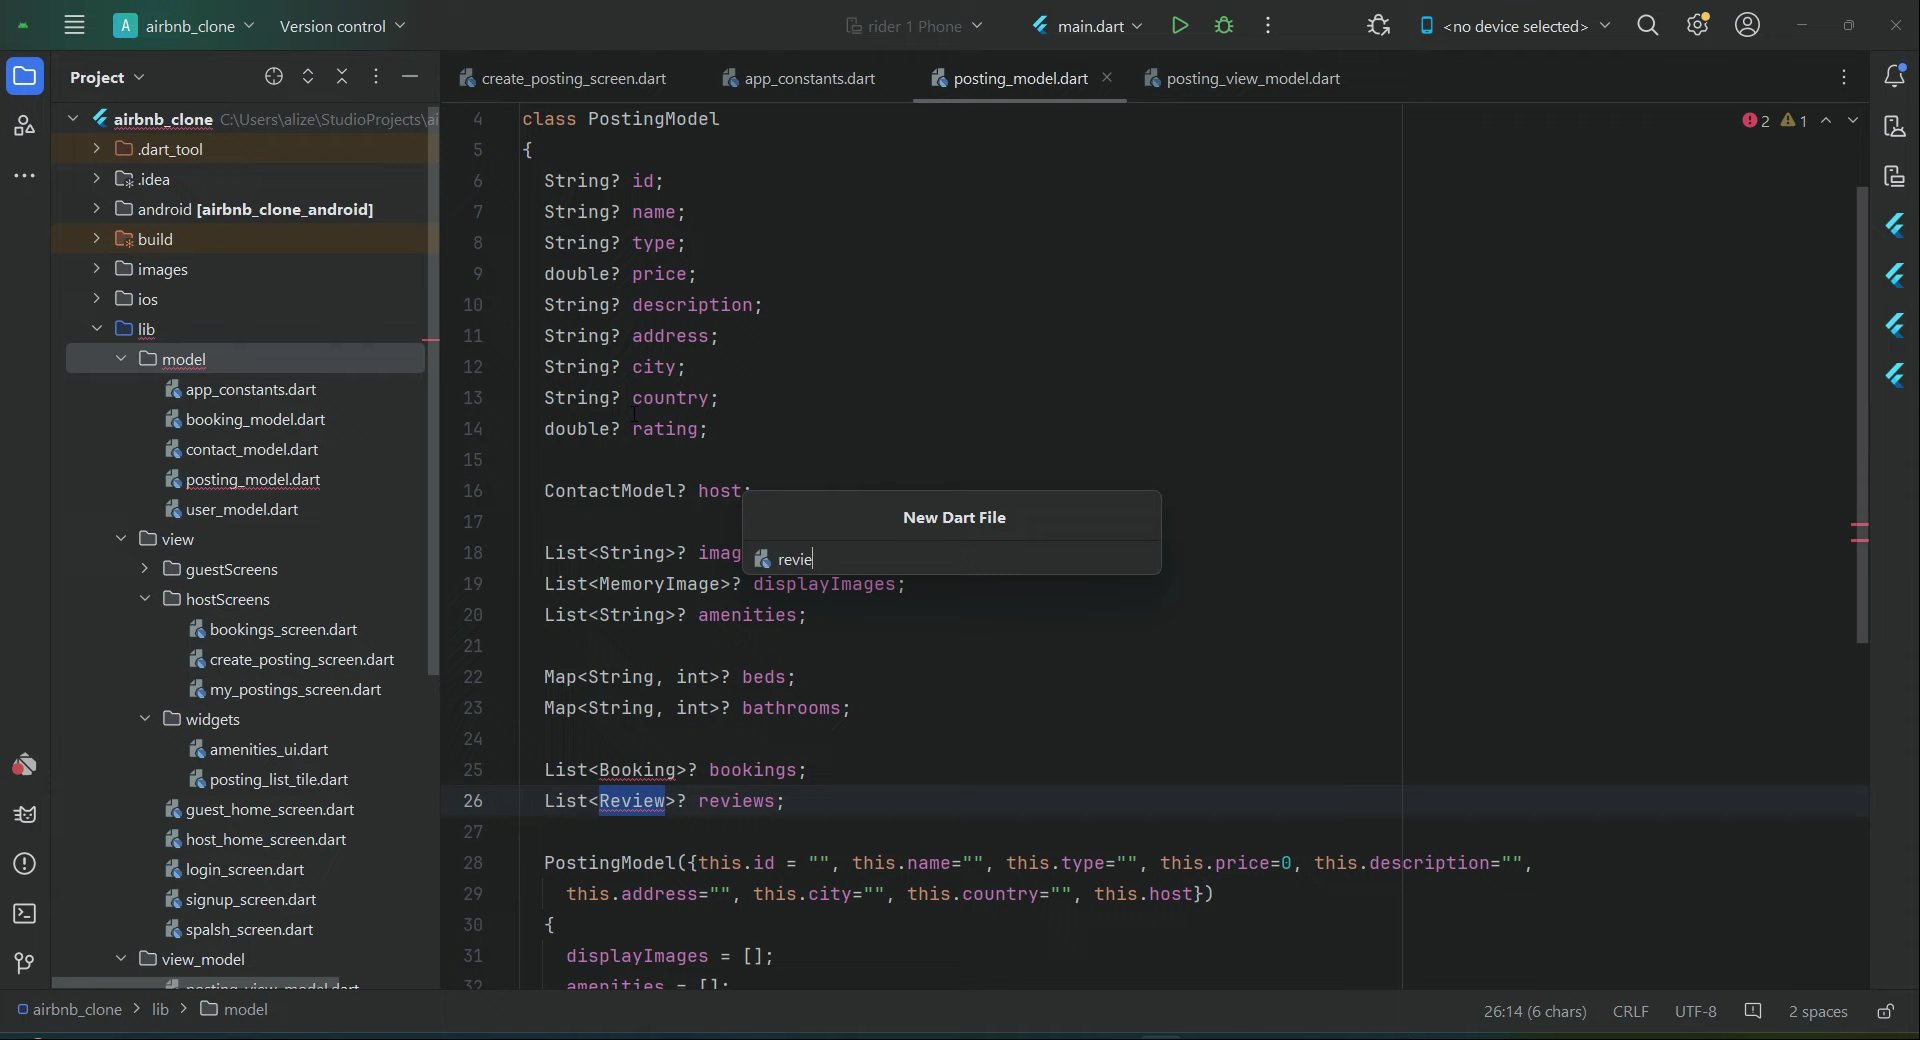 A airbnb_clone Version control rider 1 Phone main.dart <no device selected>
Project
create_posting_screen.dart app_constants.dart posting_model.dart posting_view_model.dart
airbnb_clone C:\Users\alize\StudioProjects\ai
.dart_tool
.idea
android [airbnb_clone_android]
build
images
ios
lib
model
app_constants.dart
booking_model.dart
contact_model.dart
posting_model.dart
user_model.dart
view
guestScreens
hostScreens
bookings_screen.dart
create_posting_screen.dart
my_postings_screen.dart
widgets
amenities_ui.dart
posting_list_tile.dart
guest_home_screen.dart
host_home_screen.dart
login_screen.dart
signup_screen.dart
spalsh_screen.dart
view_model
posting_view_model.dart
2 1
4 class PostingModel
5 {
6 String? id;
7 String? name;
8 String? type;
9 double? price;
10 String? description;
11 String? address;
12 String? city;
13 String? country;
14 double? rating;
15
16 ContactModel? host;
17
18 List<String>? imag
19 List<MemoryImage>? displayImages;
20 List<String>? amenities;
21
22 Map<String, int>? beds;
23 Map<String, int>? bathrooms;
24
25 List<Booking>? bookings;
26 List<Review>? reviews;
27
28 PostingModel({this.id = "", this.name="", this.type="", this.price=0, this.description="",
29 this.address="", this.city="", this.country="", this.host})
30 {
31 displayImages = [];
32 amenities = [];
New Dart File
revie
airbnb_clone > lib > model
26:14 (6 chars) CRLF UTF-8 2 spaces